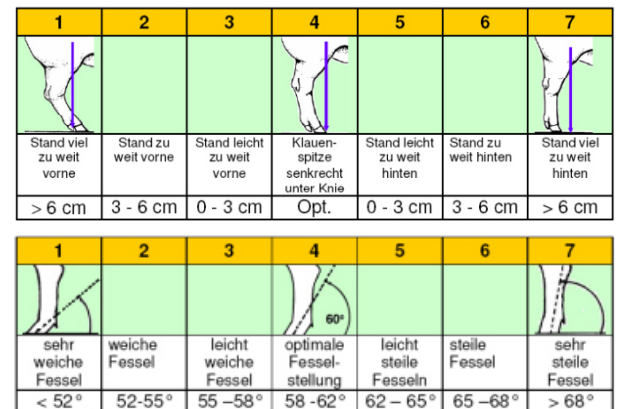 1 2 3 4 5 6 7
Stand viel Stand zu Stand leicht Klauen- Stand leicht Stand zu Stand viel
zu weit weit vorne zu weit spitze zu weit weit hinten zu weit
vorne vorne senkrecht hinten hinten
unter Knie
> 6 cm 3 - 6 cm 0 - 3 cm Opt. 0 - 3 cm 3 - 6 cm > 6 cm
1 2 3 4 5 6 7
60°
sehr weiche leicht optimale leicht steile sehr
weiche Fessel weiche Fessel- steile Fessel steile
Fessel Fessel stellung Fesseln Fessel
< 52° 52-55° 55 –58° 58 -62° 62 – 65° 65 –68° > 68°